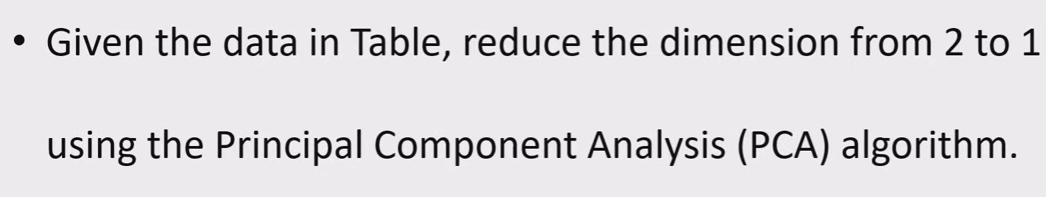 • Given the data in Table, reduce the dimension from 2 to 1
using the Principal Component Analysis (PCA) algorithm.